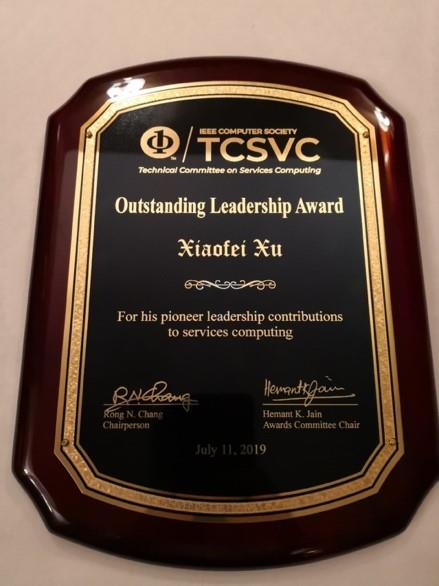 IEEE COMPUTER SOCIETY
TCSVC
Technical Committee on Services Computing
Outstanding Leadership Award
Xiaofei Xu
For his pioneer leadership contributions
to services computing
Rong N. Chang
Chairperson
Hemant K. Jain
Awards Committee Chair
July 11, 2019